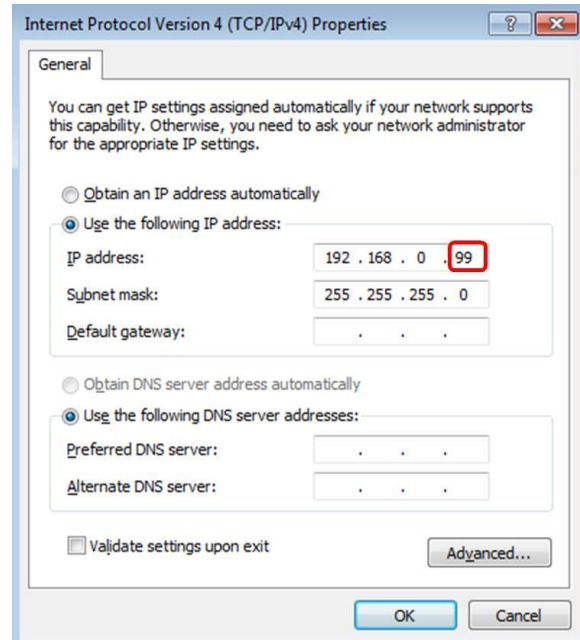 Internet Protocol Version 4 (TCP/IPv4) Properties
General
You can get IP settings assigned automatically if your network supports
this capability. Otherwise, you need to ask your network administrator
for the appropriate IP settings.
Obtain an IP address automatically
Use the following IP address:
IP address: 192 . 168 . 0 . 99
Subnet mask: 255 . 255 . 255 . 0
Default gateway: . . .
Obtain DNS server address automatically
Use the following DNS server addresses:
Preferred DNS server: . . .
Alternate DNS server: . . .
Validate settings upon exit
Advanced...
OK Cancel